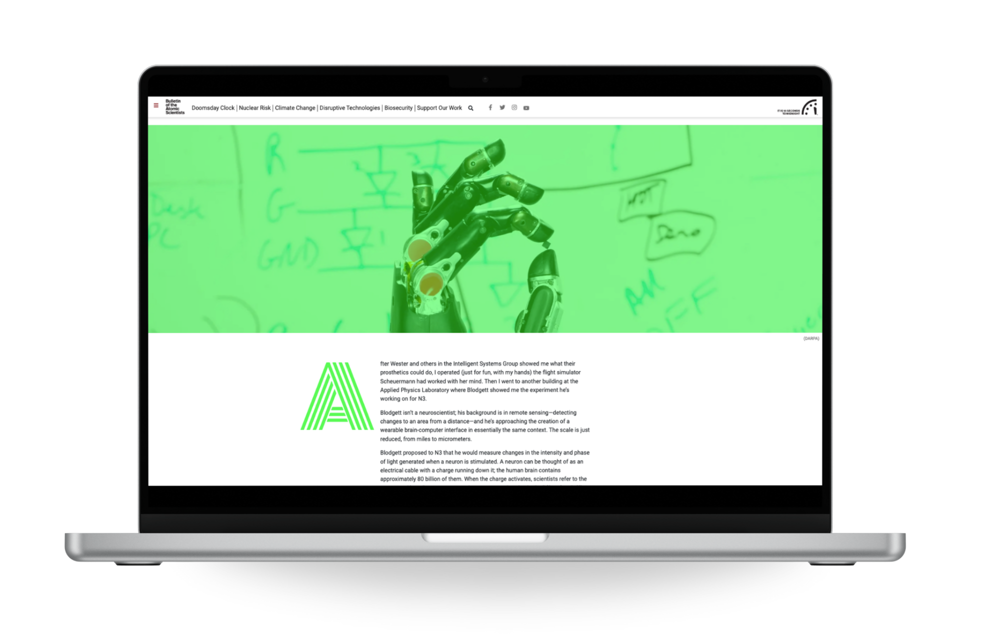 Bulletin
of the
Atomic
Scientists
Doomsday Clock | Nuclear Risk | Climate Change | Disruptive Technologies | Biosecurity | Support Our Work
IT IS 90 SECONDS
TO MIDNIGHT
R
G
GND
Desk
PC
1
HDT
All
OFF
(DARPA)
A
fter Wester and others in the Intelligent Systems Group showed me what their
prosthetics could do, I operated (just for fun, with my hands) the flight simulator
Scheuermann had worked with her mind. Then I went to another building at the
Applied Physics Laboratory where Blodgett showed me the experiment he's
working on for N3.
Blodgett isn't a neuroscientist; his background is in remote sensing—detecting
changes to an area from a distance—and he's approaching the creation of a
wearable brain-computer interface in essentially the same context. The scale is just
reduced, from miles to micrometers.
Blodgett proposed to N3 that he would measure changes in the intensity and phase
of light generated when a neuron is stimulated. A neuron can be thought of as an
electrical cable with a charge running down it; the human brain contains
approximately 80 billion of them. When the charge activates, scientists refer to the